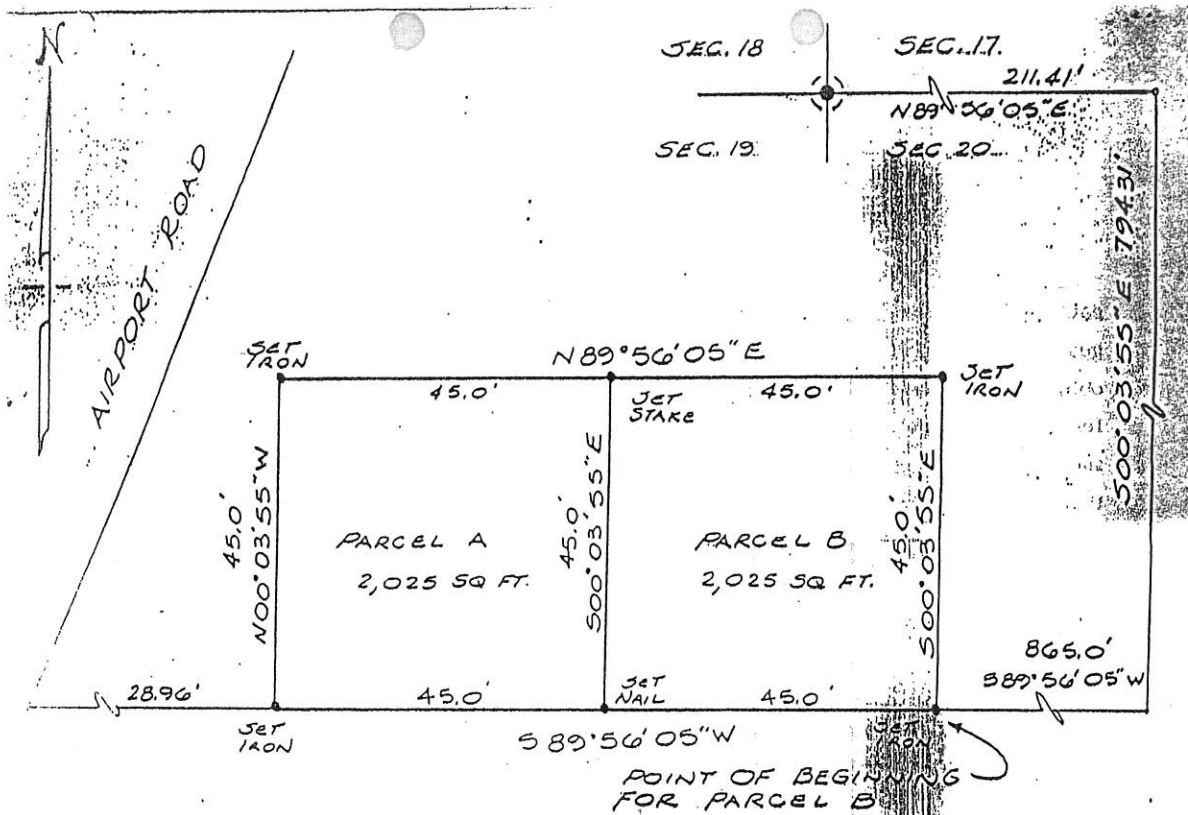 N
SEC. 18
SEC. 17.
211.41'
N89°56'05"E
SEC. 19.
SEC 20
AIRPORT ROAD
S00°03'55"E 794.31'
SET
IRON
N89°56'05"E
SET
IRON
45.0'
SET
STAKE
45.0'
45.0'
N00°03'55"W
PARCEL A
2,025 SQ FT.
45.0'
S00°03'55"E
PARCEL B
2,025 SQ FT.
45.0'
S00°03'55"E
865.0'
S89°56'05"W
28.96'
SET
IRON
45.0'
SET
NAIL
45.0'
SET
IRON
S89°56'05"W
POINT OF BEGINNING
FOR PARCEL B